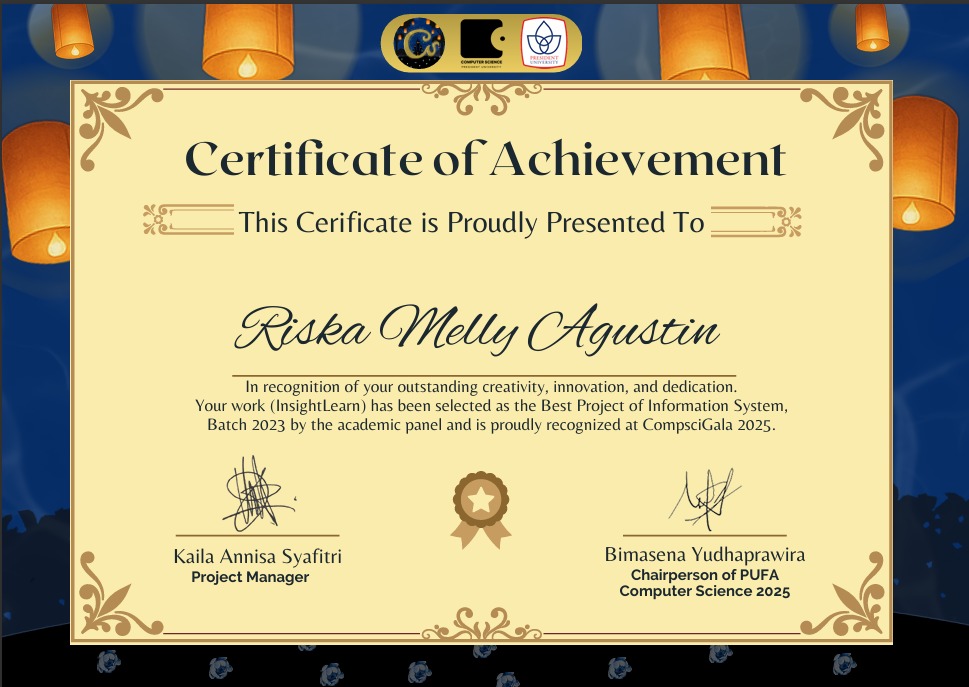 Cs
COMPUTER SCIENCE
PRESIDENT UNIVERSITY
PRESIDENT
UNIVERSITY
Certificate of Achievement
This Cerificate is Proudly Presented To
Riska Melly Agustin
In recognition of your outstanding creativity, innovation, and dedication.
Your work (InsightLearn) has been selected as the Best Project of Information System,
Batch 2023 by the academic panel and is proudly recognized at CompsciGala 2025.
Kaila Annisa Syafitri
Project Manager
Bimasena Yudhaprawira
Chairperson of PUFA
Computer Science 2025